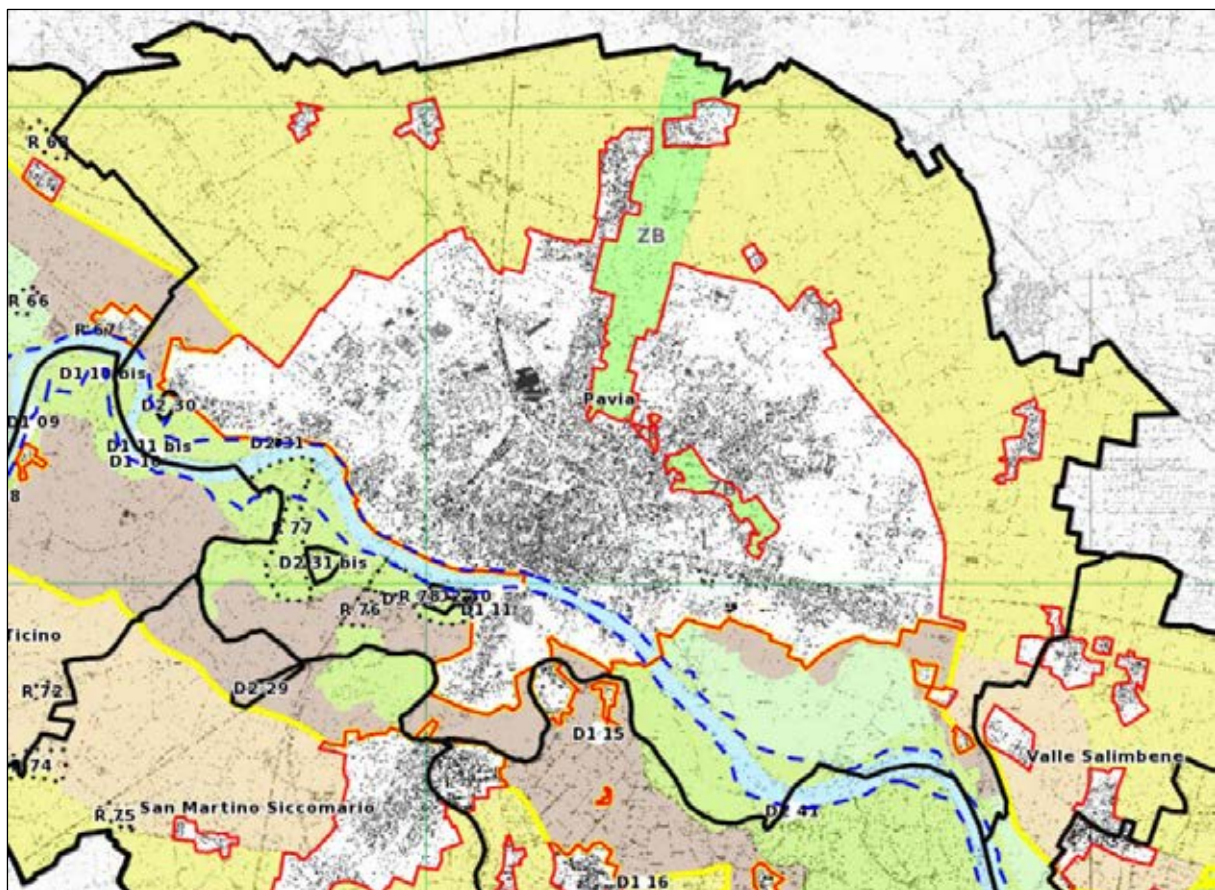 R 63
ZB
R 66
R 67
D1 10 bis
D2 30
Pavia
D1 09
D2 31
D1 11 bis
D1 10
8
77
D2 31 bis
R 76
R 78
D1 11
Ticino
R 72
D2 29
D1 15
74
Valle Salimbene
R 75
San Martino Siccomario
D2 41
D1 16